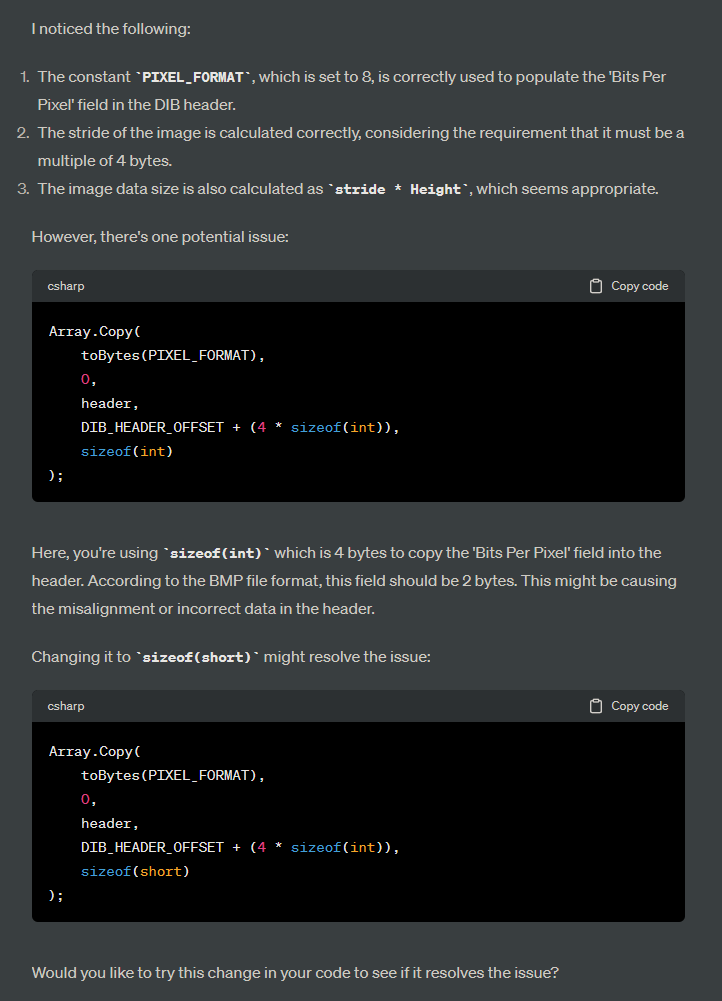 I noticed the following:
1. The constant `PIXEL_FORMAT`, which is set to 8, is correctly used to populate the 'Bits Per
Pixel' field in the DIB header.
2. The stride of the image is calculated correctly, considering the requirement that it must be a
multiple of 4 bytes.
3. The image data size is also calculated as `stride * Height`, which seems appropriate.
However, there's one potential issue:
csharp Copy code
Array.Copy(
    toBytes(PIXEL_FORMAT),
    0,
    header,
    DIB_HEADER_OFFSET + (4 * sizeof(int)),
    sizeof(int)
);
Here, you're using `sizeof(int)` which is 4 bytes to copy the 'Bits Per Pixel' field into the
header. According to the BMP file format, this field should be 2 bytes. This might be causing
the misalignment or incorrect data in the header.
Changing it to `sizeof(short)` might resolve the issue:
csharp Copy code
Array.Copy(
    toBytes(PIXEL_FORMAT),
    0,
    header,
    DIB_HEADER_OFFSET + (4 * sizeof(int)),
    sizeof(short)
);
Would you like to try this change in your code to see if it resolves the issue?